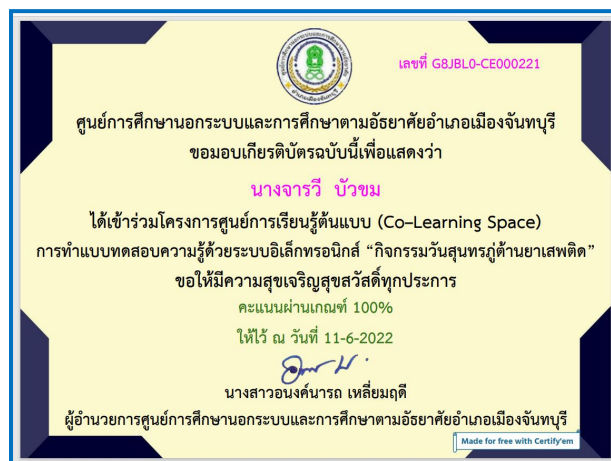 เลขที่ G8JBL0-CE000221
ศูนย์การศึกษานอกระบบและการศึกษาตามอัธยาศัยอำเภอเมืองจันทบุรี
ขอมอบเกียรติบัตรฉบับนี้เพื่อแสดงว่า
นางจารวี บัวขม
ได้เข้าร่วมโครงการศูนย์การเรียนรู้ต้นแบบ (Co-Learning Space)
การทำแบบทดสอบความรู้ด้วยระบบอิเล็กทรอนิกส์ “กิจกรรมวันสุนทรภู่ต้านยาเสพติด”
ขอให้มีความสุขเจริญสุขสวัสดิ์ทุกประการ
คะแนนผ่านเกณฑ์ 100%
ให้ไว้ ณ วันที่ 11-6-2022
นางสาวอนงค์นารถ เหลี่ยมฤดี
ผู้อำนวยการศูนย์การศึกษานอกระบบและการศึกษาตามอัธยาศัยอำเภอเมืองจันทบุรี
Made for free with Certify'em